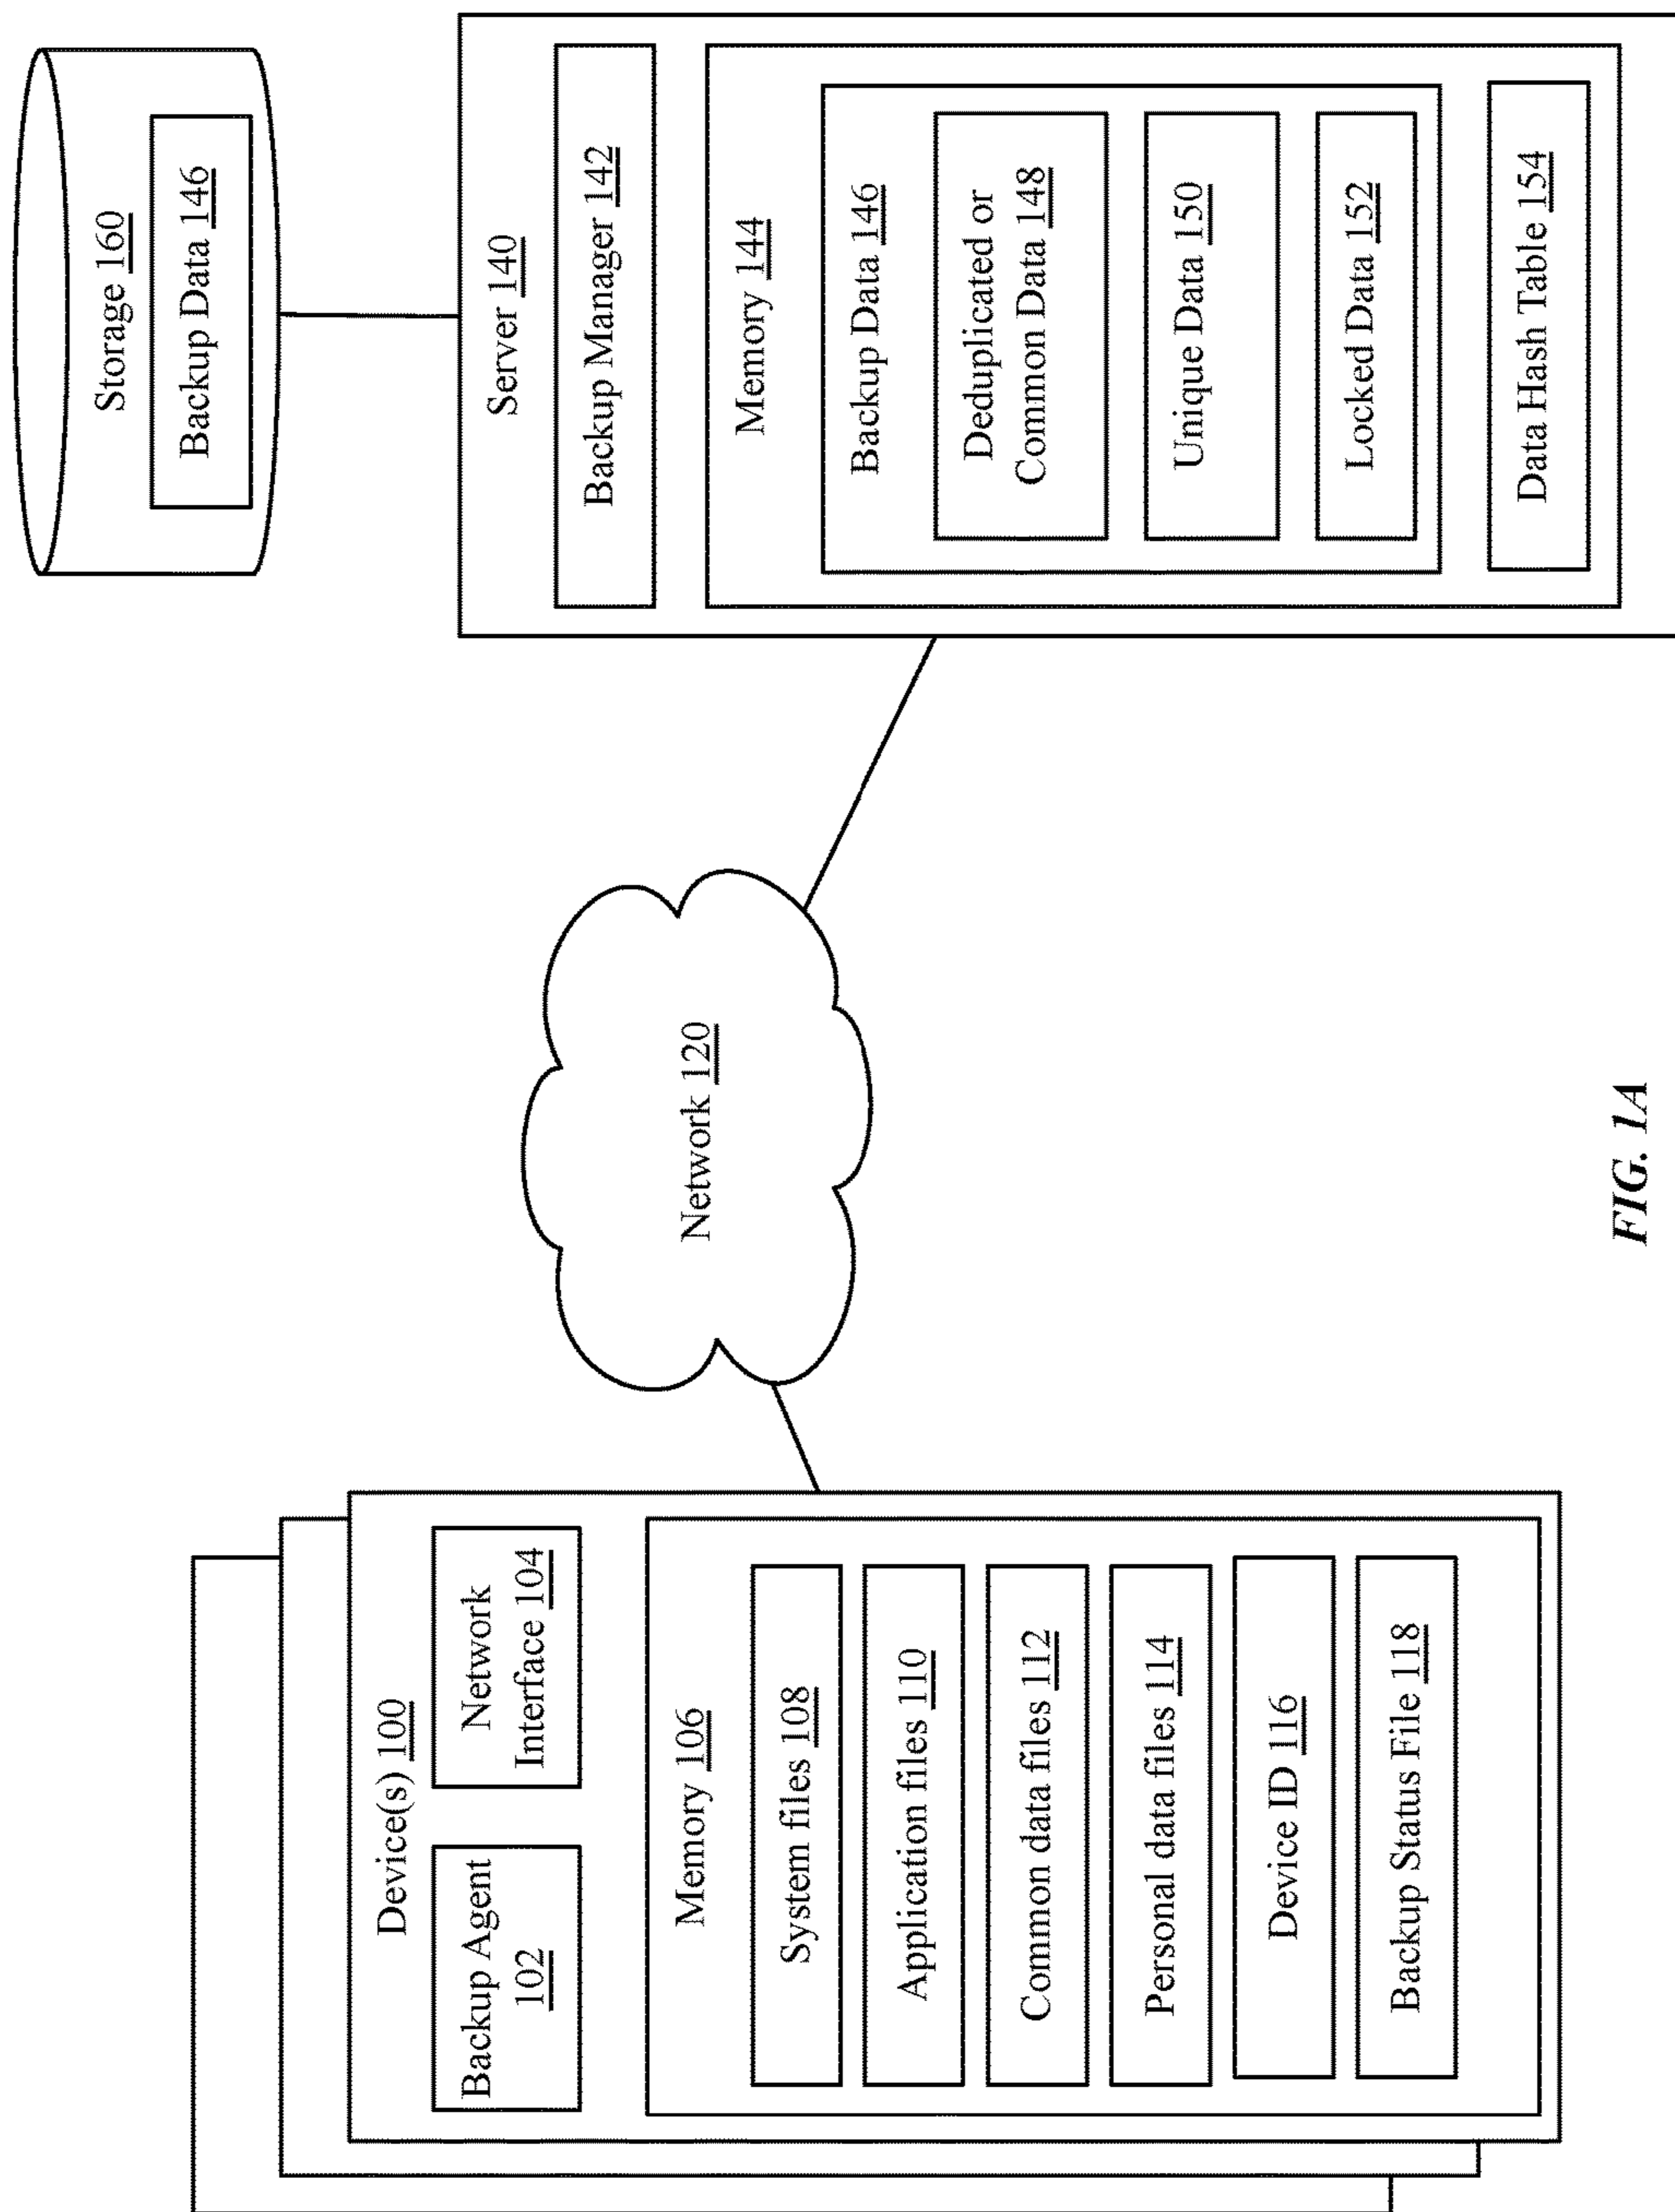 Device(s) 100
Backup Agent
102
Network
Interface 104
Memory 106
System files 108
Application files 110
Common data files 112
Personal data files 114
Device ID 116
Backup Status File 118
Network 120
Storage 160
Backup Data 146
Server 140
Backup Manager 142
Memory 144
Backup Data 146
Deduplicated or
Common Data 148
Unique Data 150
Locked Data 152
Data Hash Table 154
FIG. 1A